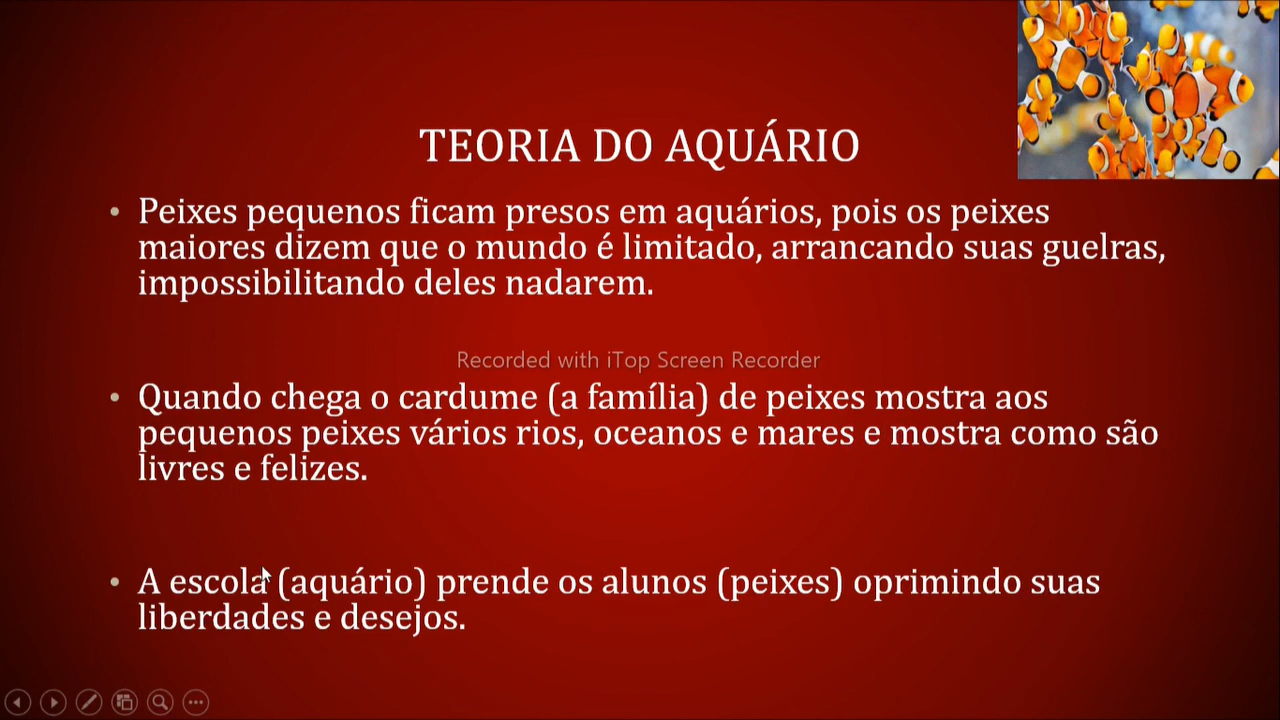 TEORIA DO AQUÁRIO
• Peixes pequenos ficam presos em aquários, pois os peixes
maiores dizem que o mundo é limitado, arrancando suas guelras,
impossibilitando deles nadarem.
Recorded with iTop Screen Recorder
• Quando chega o cardume (a família) de peixes mostra aos
pequenos peixes vários rios, oceanos e mares e mostra como são
livres e felizes.
• A escola (aquário) prende os alunos (peixes) oprimindo suas
liberdades e desejos.